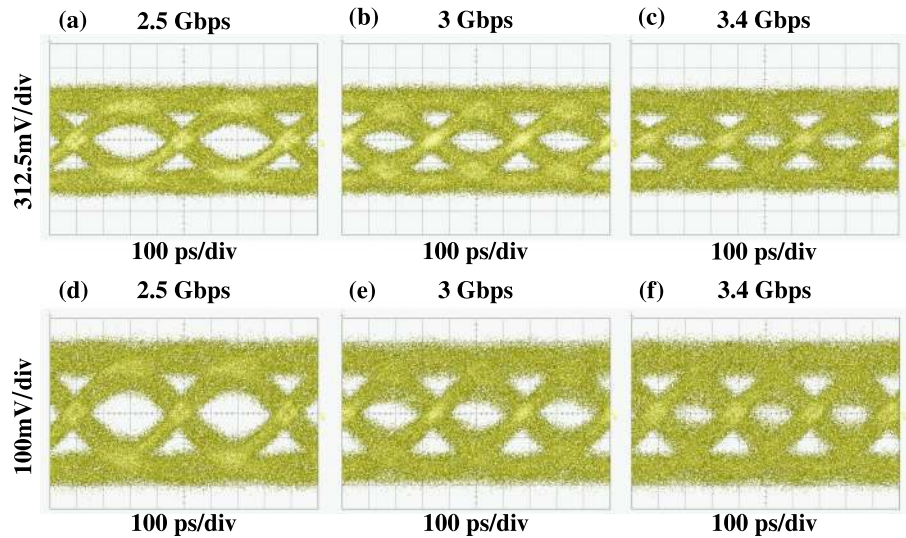 (a) 2.5 Gbps (b) 3 Gbps (c) 3.4 Gbps
312.5mV/div
100 ps/div 100 ps/div 100 ps/div
(d) 2.5 Gbps (e) 3 Gbps (f) 3.4 Gbps
100mV/div
100 ps/div 100 ps/div 100 ps/div